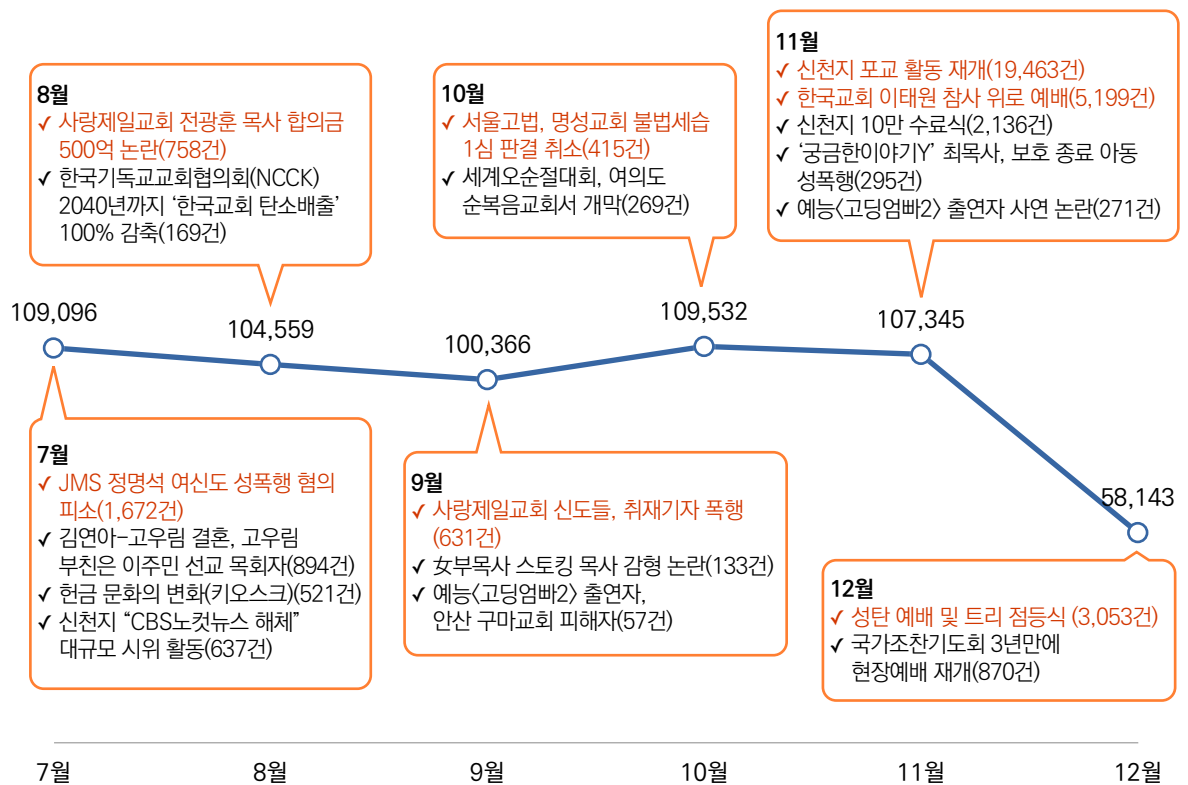 8월
✓ 사랑제일교회 전광훈 목사 합의금
500억 논란(758건)
✓ 한국기독교교회협의회(NCCK)
2040년까지 ‘한국교회 탄소배출’
100% 감축(169건)
10월
✓ 서울고법, 명성교회 불법세습
1심 판결 취소(415건)
✓ 세계오순절대회, 여의도
순복음교회서 개막(269건)
11월
✓ 신천지 포교 활동 재개(19,463건)
✓ 한국교회 이태원 참사 위로 예배(5,199건)
✓ 신천지 10만 수료식(2,136건)
✓ ‘궁금한이야기Y’ 최목사, 보호 종료 아동
성폭행(295건)
✓ 예능<고딩엄빠2> 출연자 사연 논란(271건)
109,096
104,559
100,366
109,532
107,345
58,143
7월
✓ JMS 정명석 여신도 성폭행 혐의
피소(1,672건)
✓ 김연아-고우림 결혼, 고우림
부친은 이주민 선교 목회자(894건)
✓ 헌금 문화의 변화(키오스크)(521건)
✓ 신천지 “CBS노컷뉴스 해체”
대규모 시위 활동(637건)
9월
✓ 사랑제일교회 신도들, 취재기자 폭행
(631건)
✓ 女부목사 스토킹 목사 감형 논란(133건)
✓ 예능<고딩엄빠2> 출연자,
안산 구마교회 피해자(57건)
12월
✓ 성탄 예배 및 트리 점등식 (3,053건)
✓ 국가조찬기도회 3년만에
현장예배 재개(870건)
7월
8월
9월
10월
11월
12월